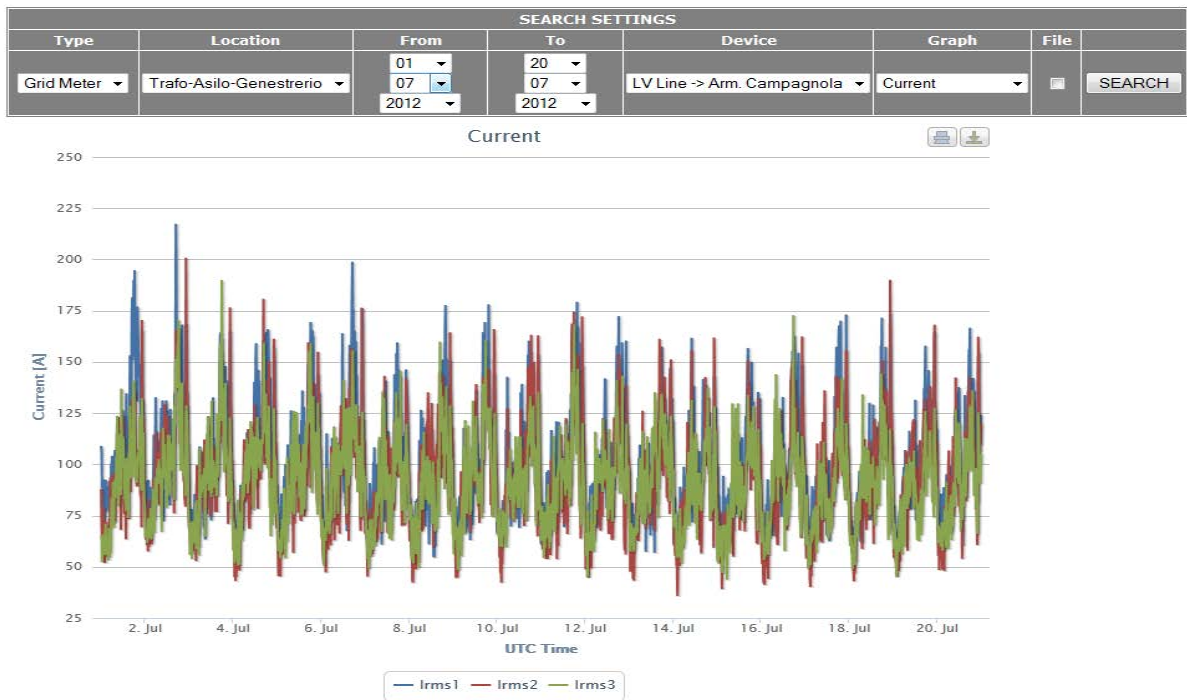 SEARCH SETTINGS
Type Location From To Device Graph File
01 20
Grid Meter Trafo-Asilo-Genestrerio 07 07 LV Line -> Arm. Campagnola Current SEARCH
2012 2012
Current
250
225
200
175
150
125
100
75
50
25
Current [A]
2. Jul 4. Jul 6. Jul 8. Jul 10. Jul 12. Jul 14. Jul 16. Jul 18. Jul 20. Jul
UTC Time
Irms1 Irms2 Irms3